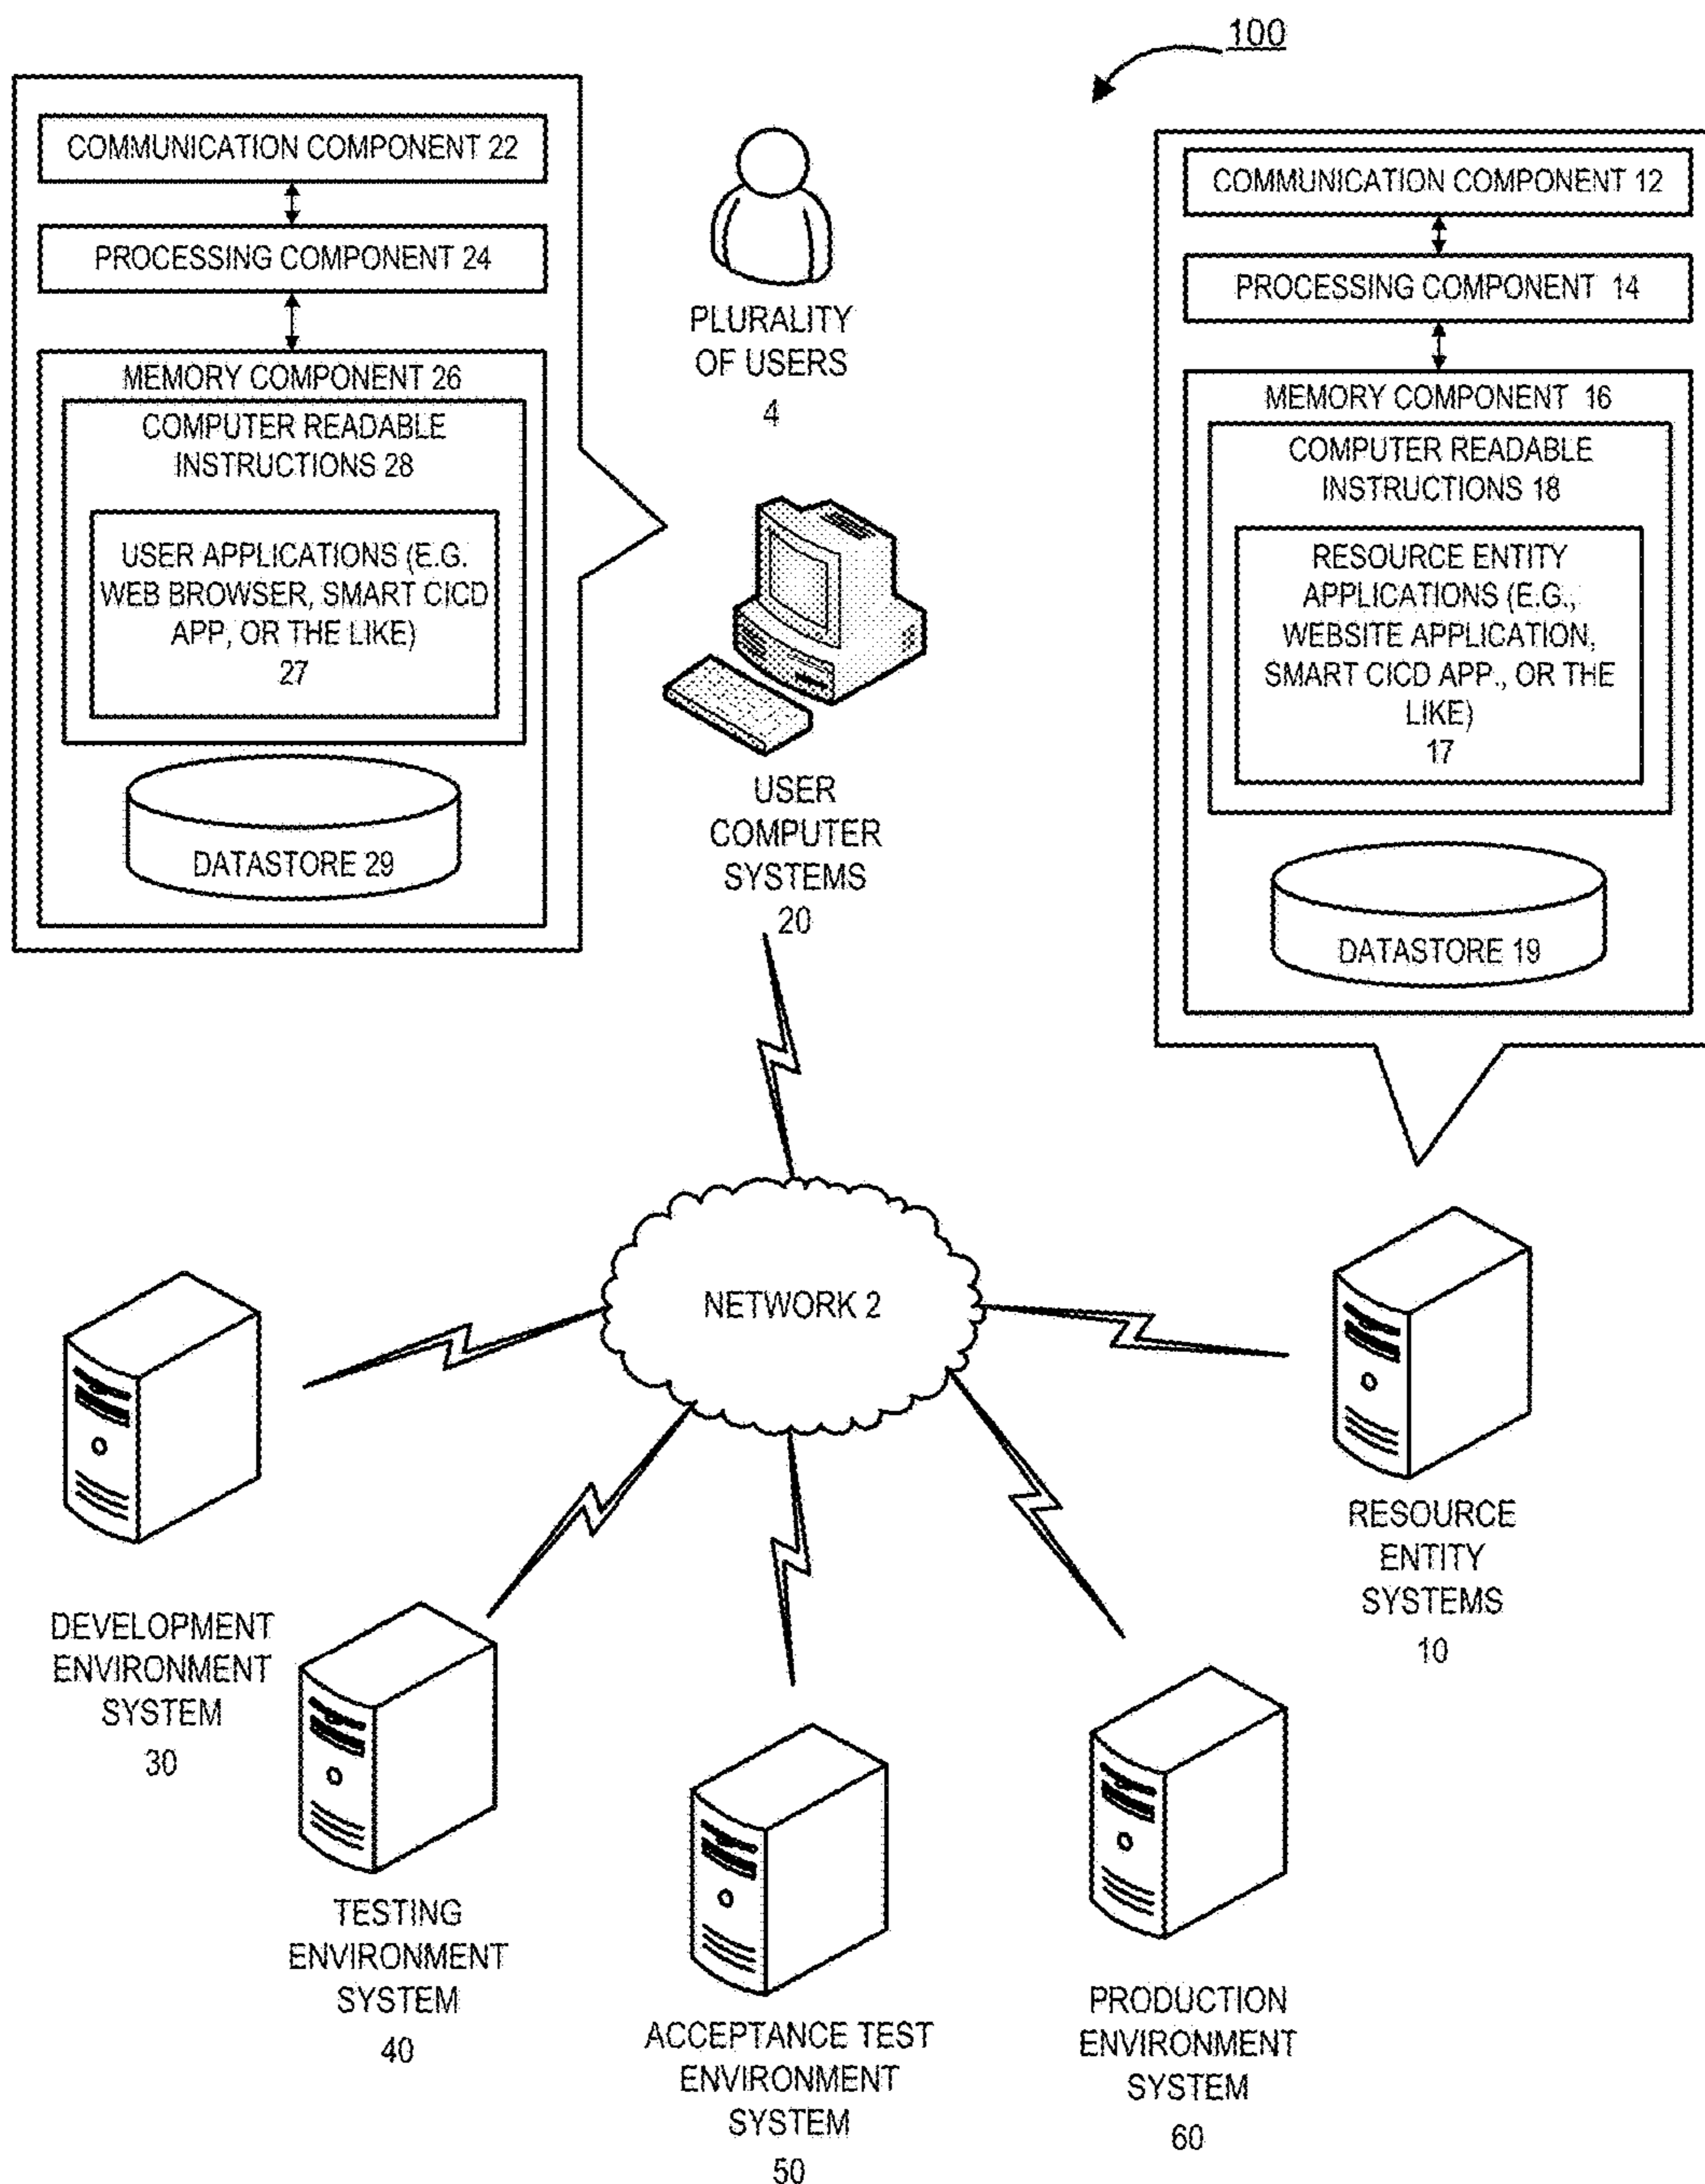 100
COMMUNICATION COMPONENT 22
PROCESSING COMPONENT 24
MEMORY COMPONENT 26
COMPUTER READABLE
INSTRUCTIONS 28
USER APPLICATIONS (E.G.
WEB BROWSER, SMART CICD
APP, OR THE LIKE)
27
DATASTORE 29
PLURALITY
OF USERS
4
USER
COMPUTER
SYSTEMS
20
COMMUNICATION COMPONENT 12
PROCESSING COMPONENT 14
MEMORY COMPONENT 16
COMPUTER READABLE
INSTRUCTIONS 18
RESOURCE ENTITY
APPLICATIONS (E.G.,
WEBSITE APPLICATION,
SMART CICD APP., OR THE
LIKE)
17
DATASTORE 19
NETWORK 2
RESOURCE
ENTITY
SYSTEMS
10
DEVELOPMENT
ENVIRONMENT
SYSTEM
30
TESTING
ENVIRONMENT
SYSTEM
40
ACCEPTANCE TEST
ENVIRONMENT
SYSTEM
50
PRODUCTION
ENVIRONMENT
SYSTEM
60